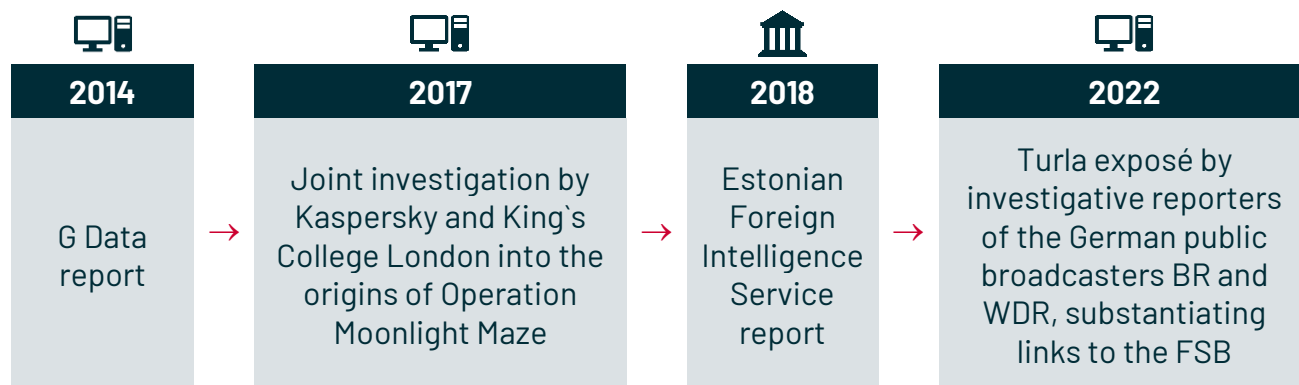 2014
G Data
report
→
2017
Joint investigation by
Kaspersky and King`s
College London into the
origins of Operation
Moonlight Maze
→
2018
Estonian
Foreign
Intelligence
Service
report
→
2022
Turla exposé by
investigative reporters
of the German public
broadcasters BR and
WDR, substantiating
links to the FSB